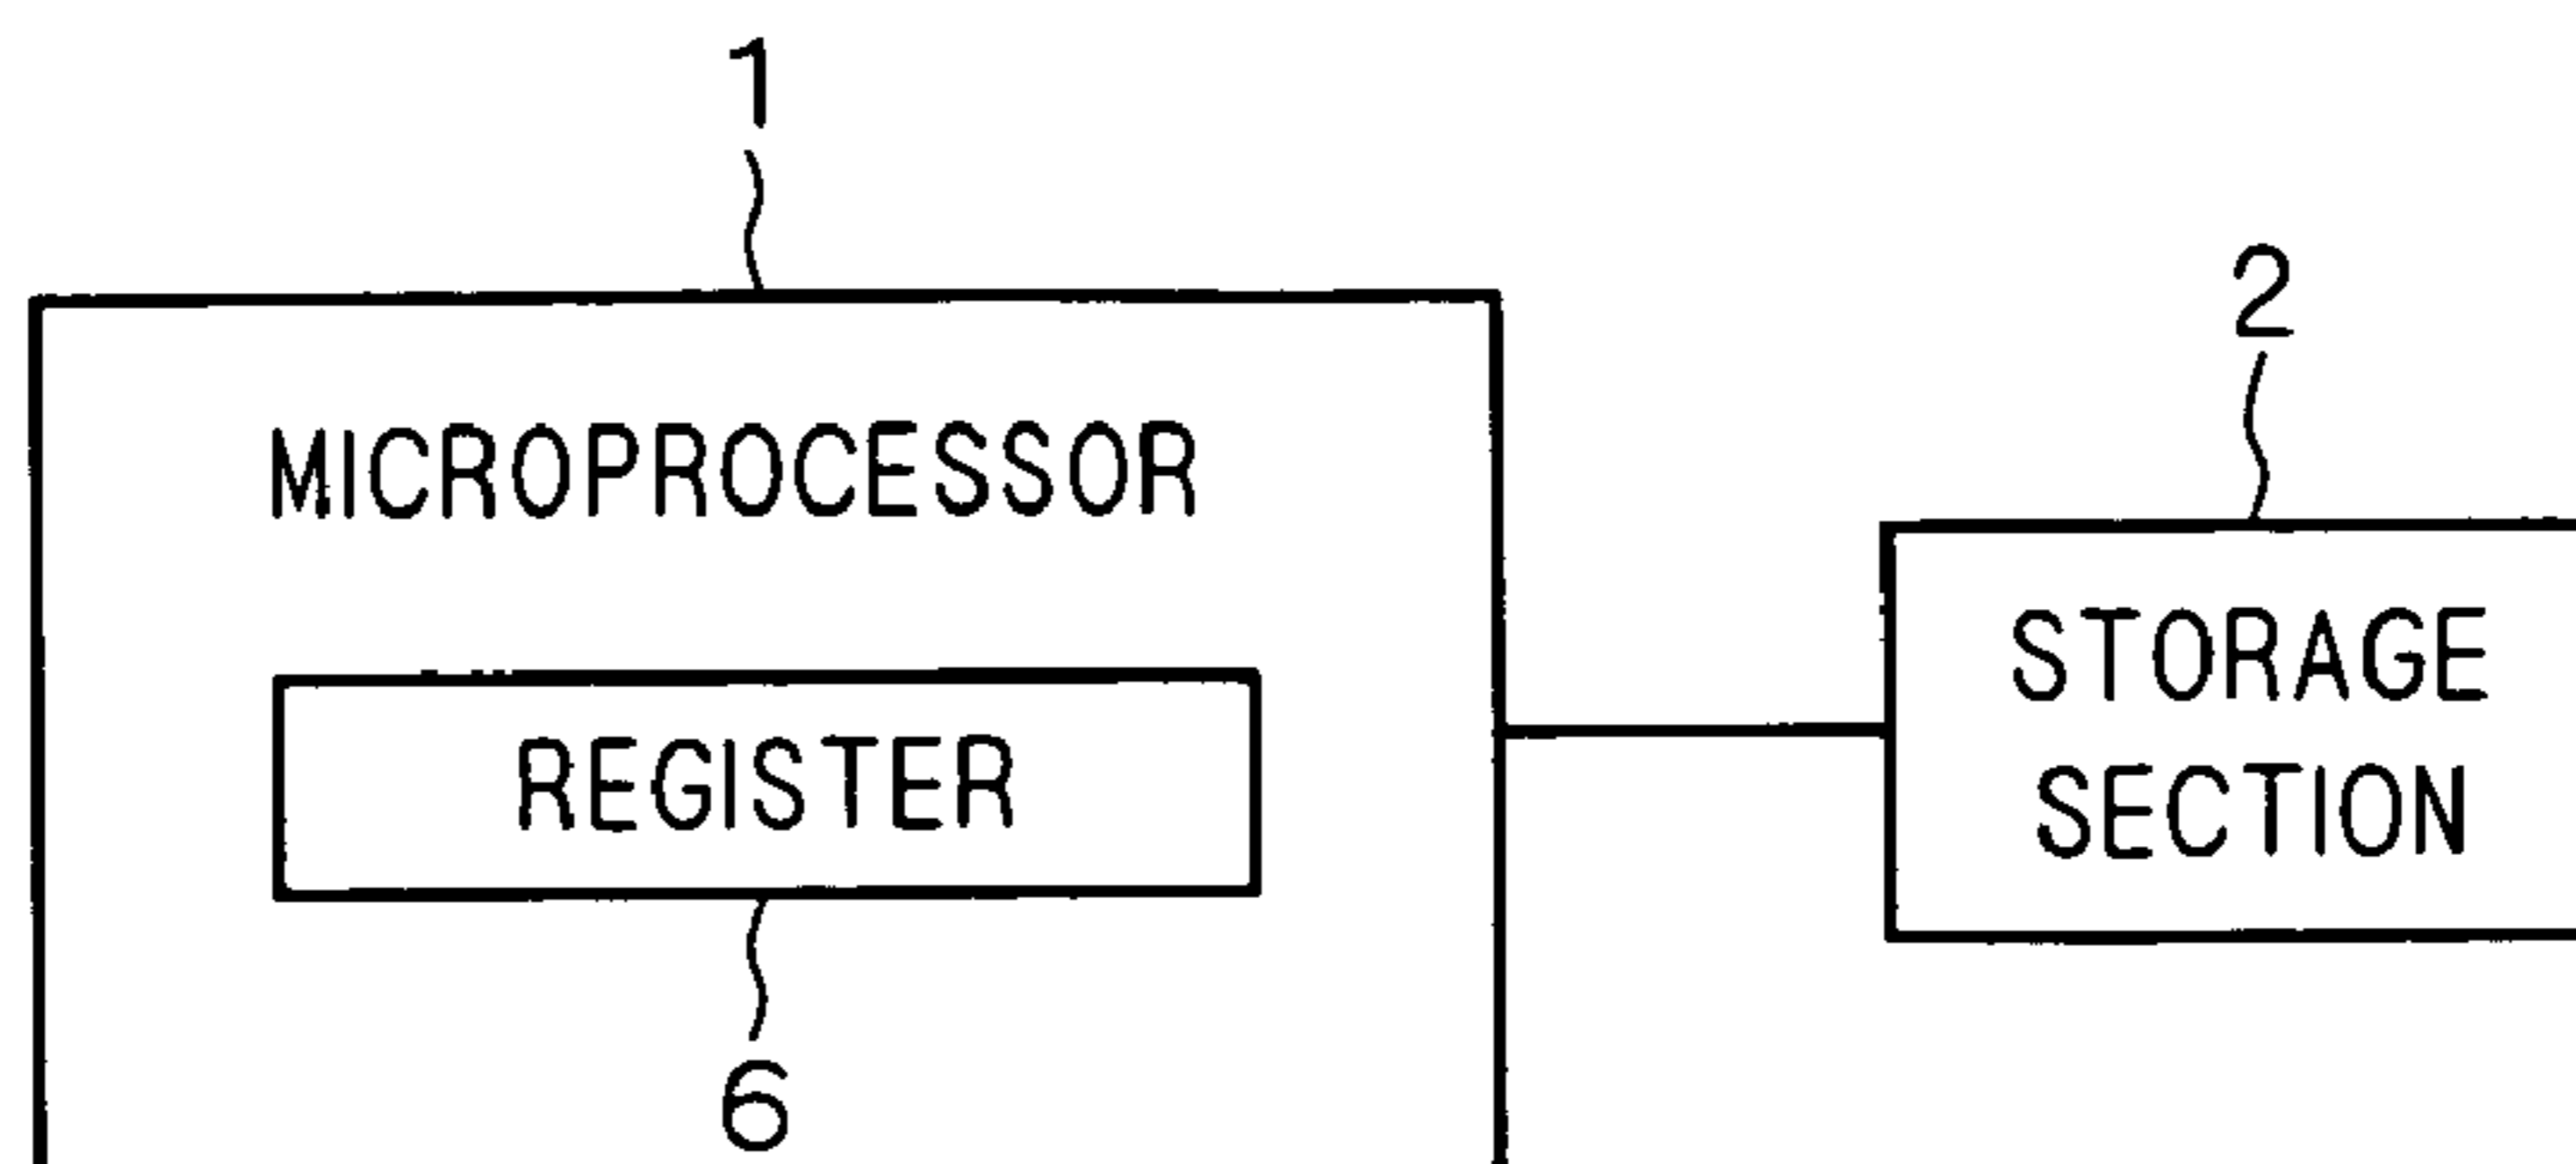 1
2
MICROPROCESSOR
STORAGE
SECTION
REGISTER
6